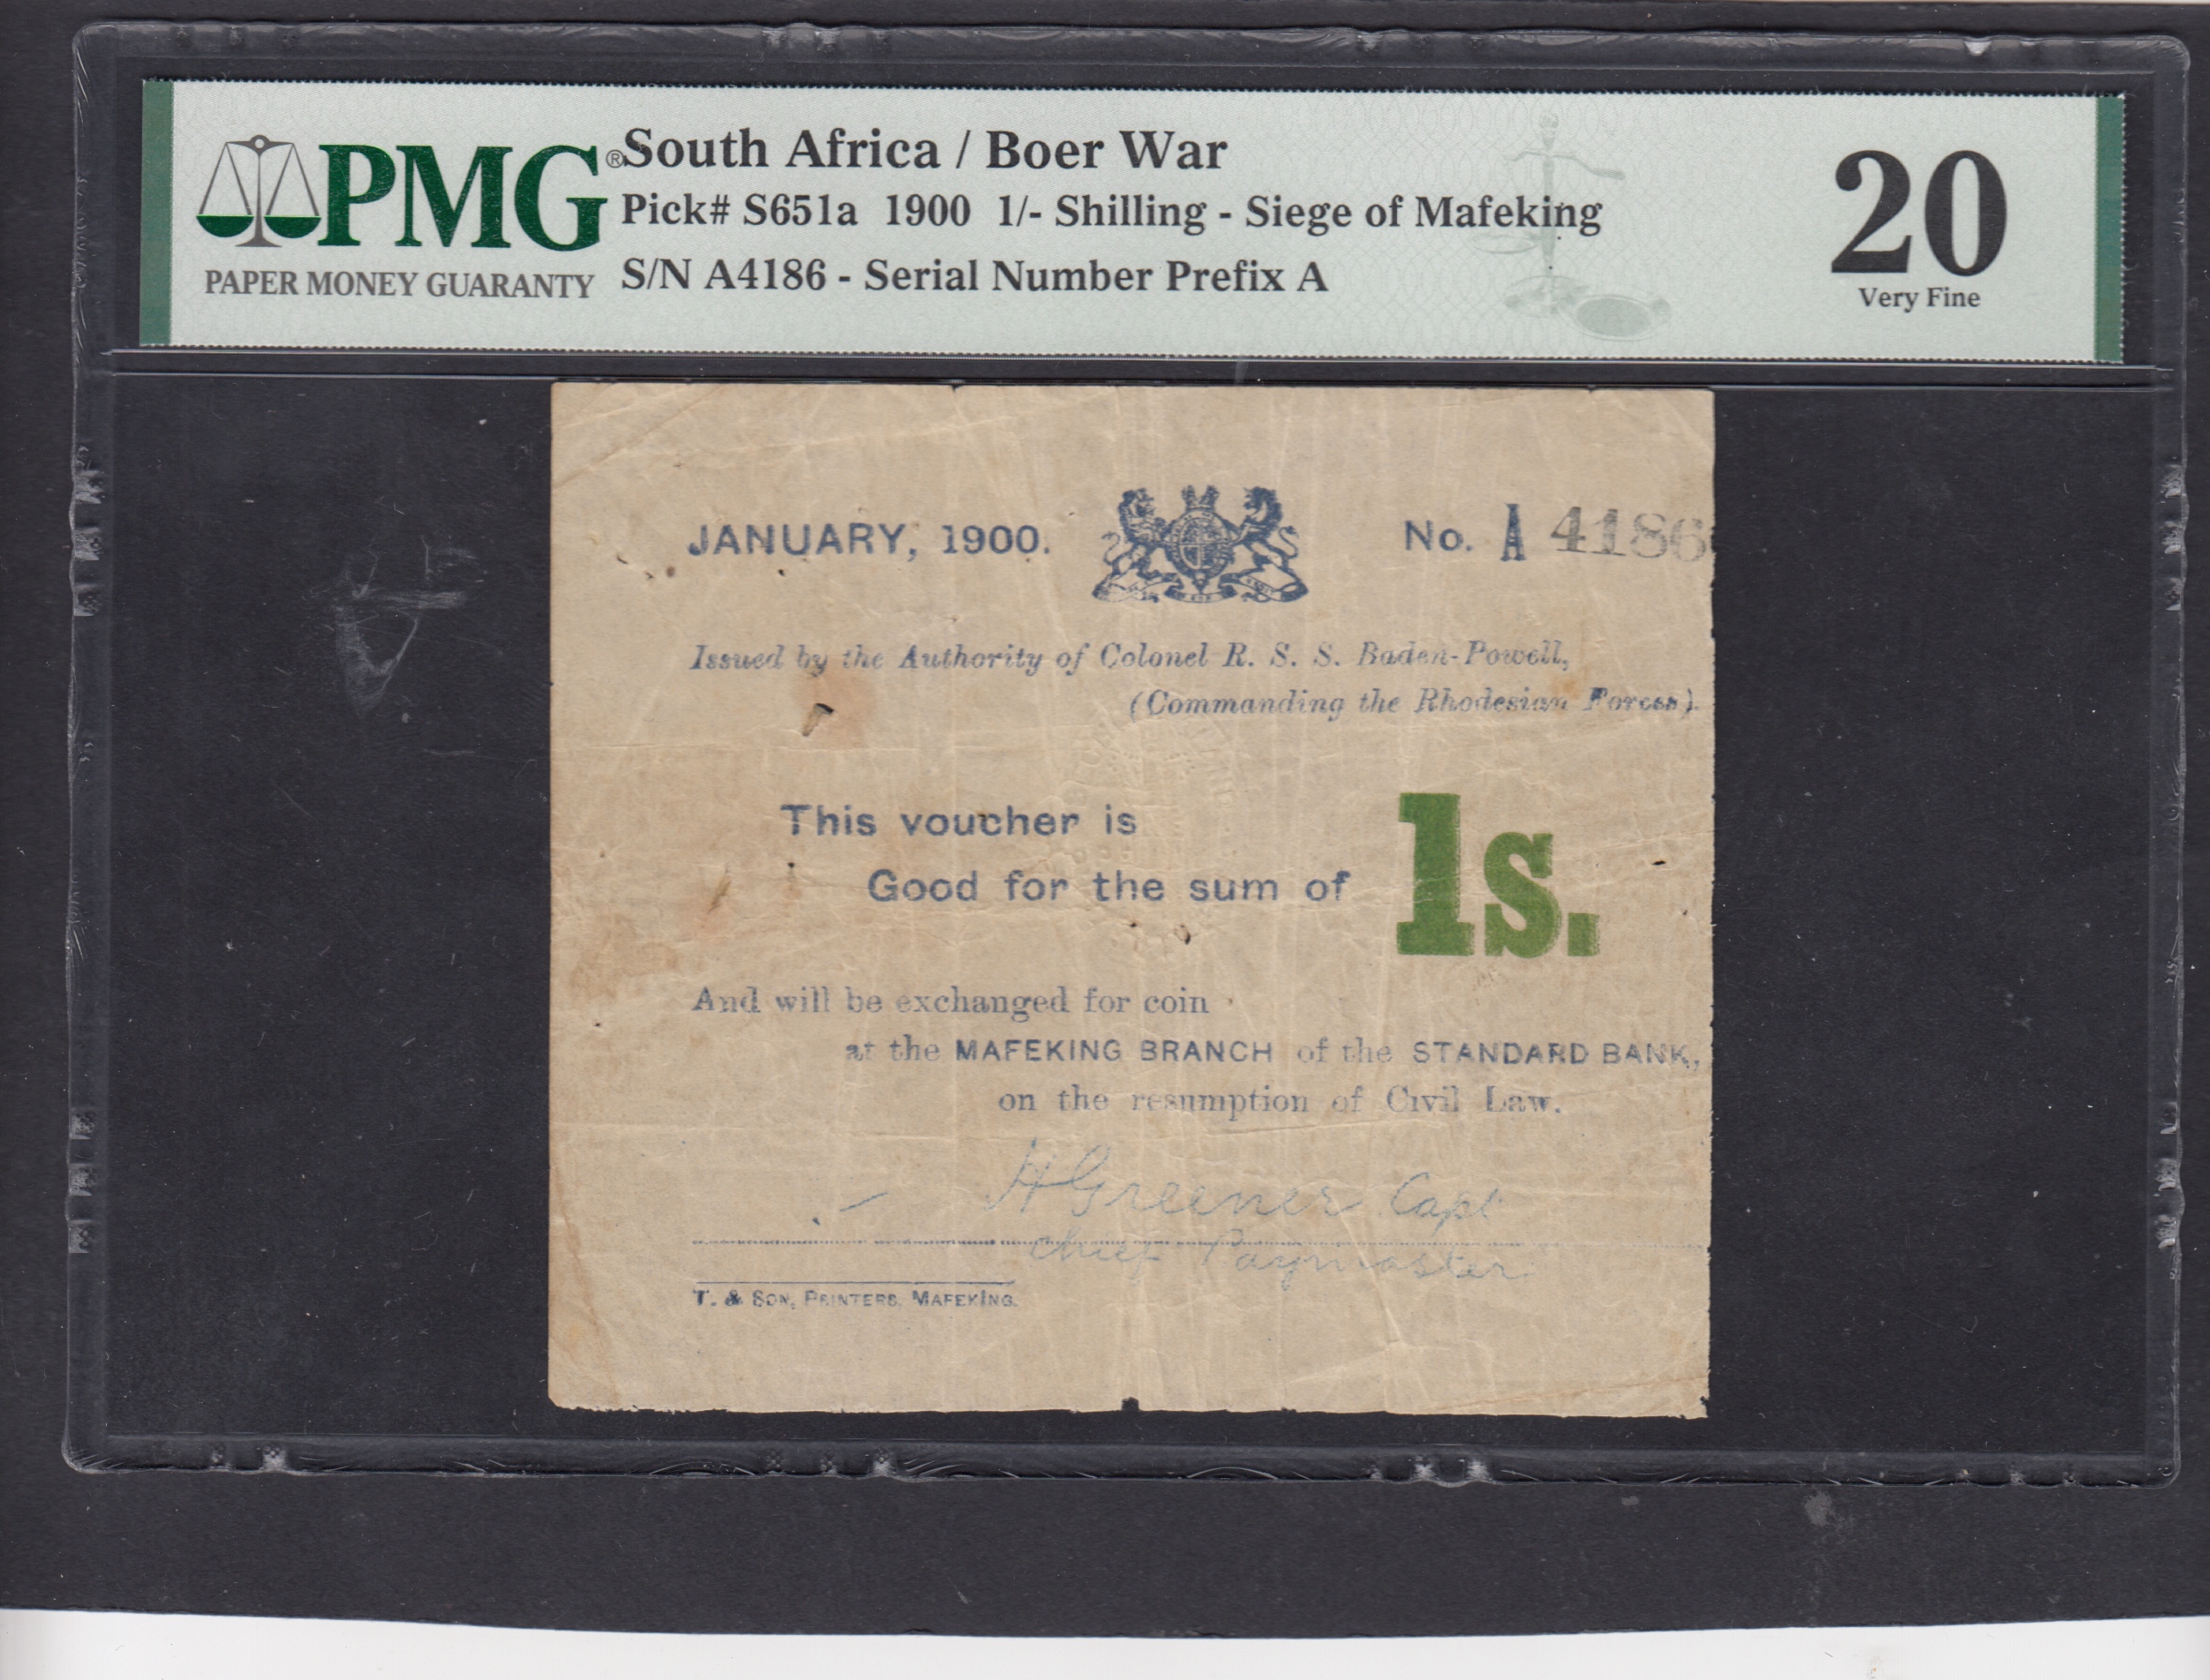 PMG®
PAPER MONEY GUARANTY
South Africa / Boer War
Pick# S651a 1900 1/- Shilling - Siege of Mafeking
S/N A4186 - Serial Number Prefix A
20
Very Fine
JANUARY, 1900.
No. A 4186
Issued by the Authority of Colonel R. S. S. Baden-Powell,
(Commanding the Rhodesian Forces).
This voucher is
Good for the sum of 1s.
And will be exchanged for coin
at the MAFEKING BRANCH of the STANDARD BANK,
on the resumption of Civil Law.
H Greener Capt
Chief Paymaster
T. & SON, PRINTERS, MAFEKING.